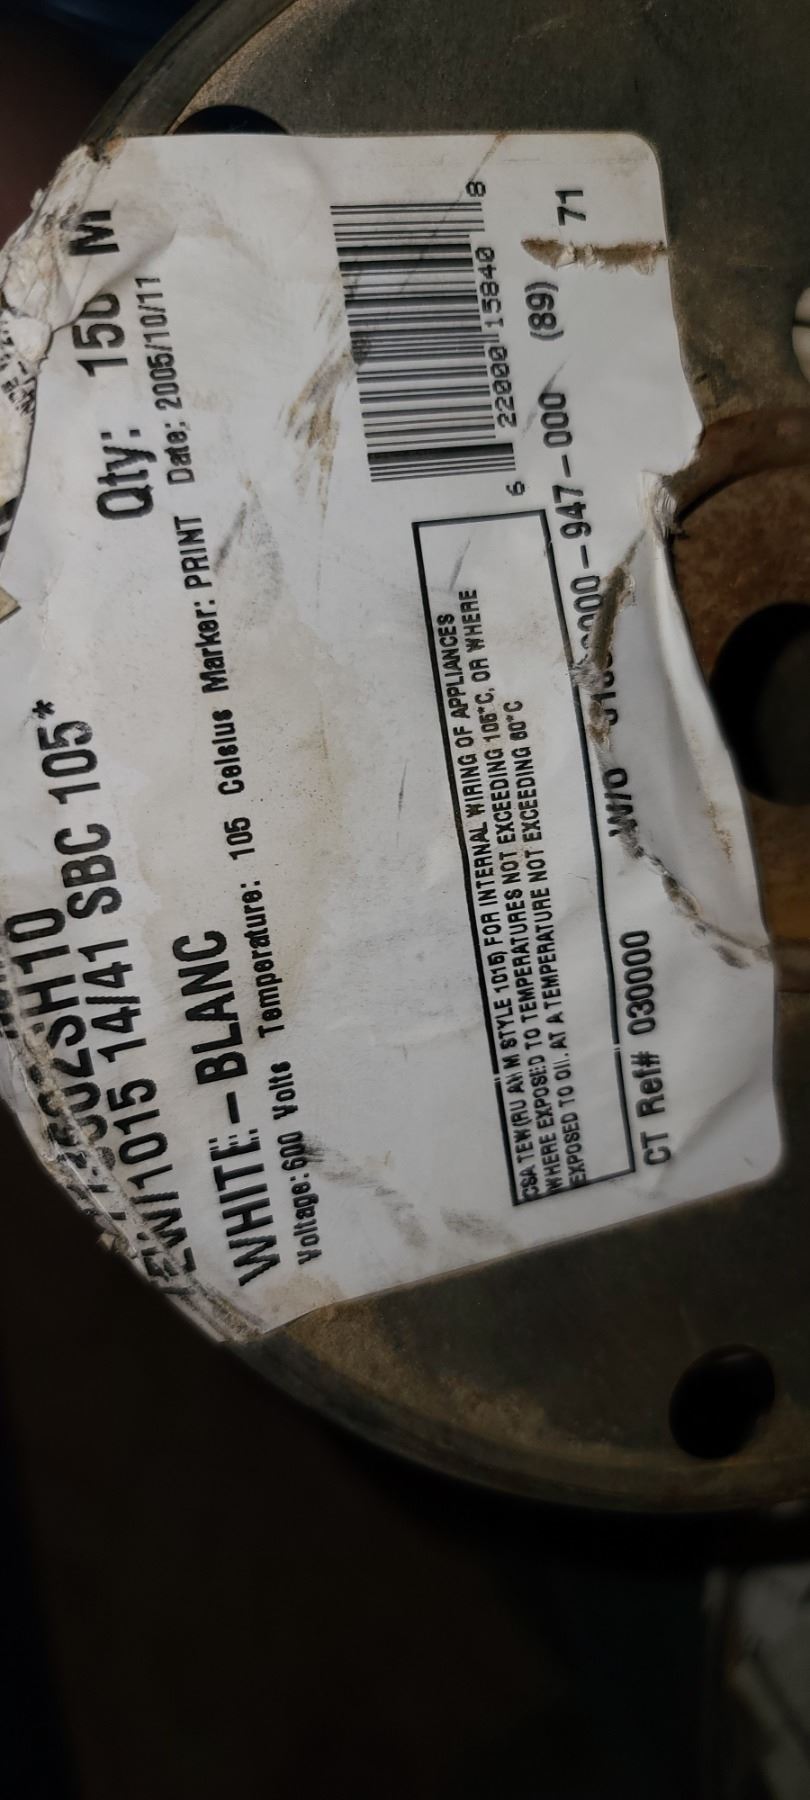 Qty: 150 M
1015 14/41 SBC 105*
WHITE - BLANC
Date: 2005/10/11
Voltage: 600 Volts Temperature: 105 Celsius Marker: PRINT
6 22000 15840 8
CSA TEW(RU AWM STYLE 1015) FOR INTERNAL WIRING OF APPLIANCES
WHERE EXPOSED TO TEMPERATURES NOT EXCEEDING 105°C, OR WHERE
EXPOSED TO OIL AT A TEMPERATURE NOT EXCEEDING 60°C
CT Ref# 030000
W/O 000-947-000 (89) 71